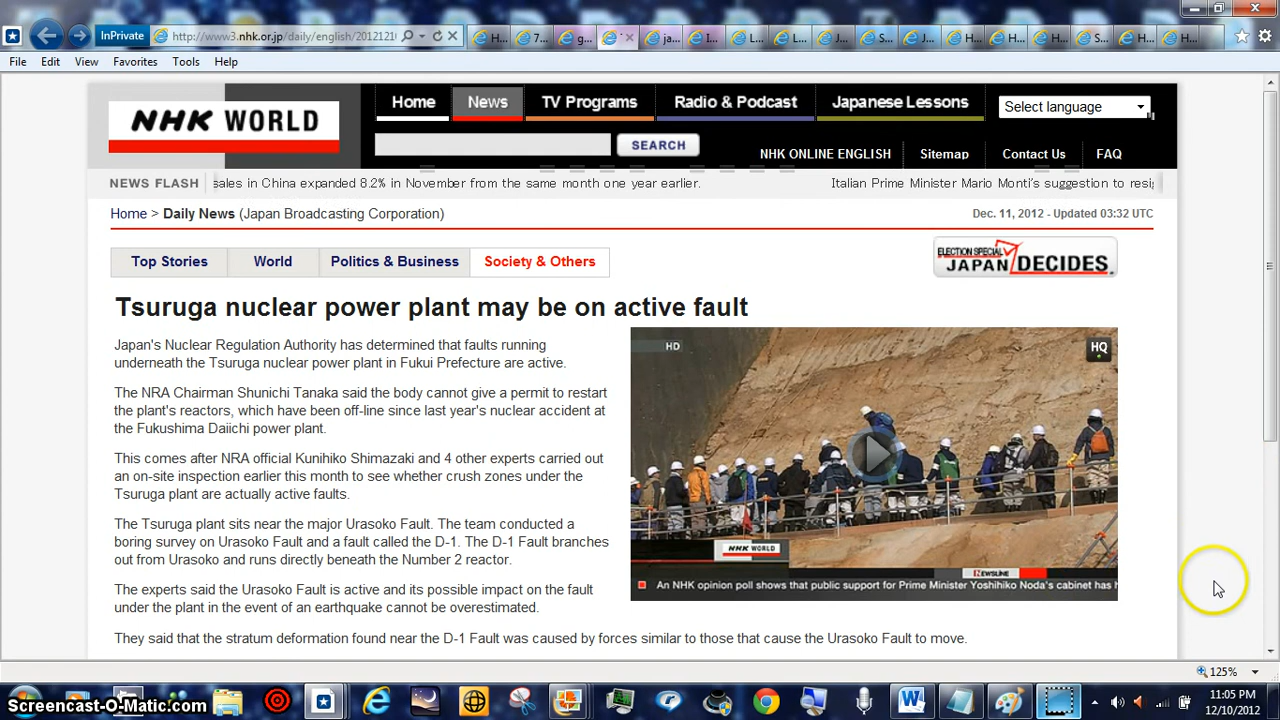 InPrivate
http://www3.nhk.or.jp/daily/english/2012121
File Edit View Favorites Tools Help
NHK WORLD
Home News TV Programs Radio & Podcast Japanese Lessons
Select language
SEARCH
NHK ONLINE ENGLISH Sitemap Contact Us FAQ
NEWS FLASH sales in China expanded 8.2% in November from the same month one year earlier. Italian Prime Minister Mario Monti's suggestion to
Home > Daily News (Japan Broadcasting Corporation)
Dec. 11, 2012 - Updated 03:32 UTC
Top Stories World Politics & Business Society & Others
ELECTION SPECIAL
JAPAN DECIDES
Tsuruga nuclear power plant may be on active fault
Japan's Nuclear Regulation Authority has determined that faults running
underneath the Tsuruga nuclear power plant in Fukui Prefecture are active.
The NRA Chairman Shunichi Tanaka said the body cannot give a permit to restart
the plant's reactors, which have been off-line since last year's nuclear accident at
the Fukushima Daiichi power plant.
This comes after NRA official Kunihiko Shimazaki and 4 other experts carried out
an on-site inspection earlier this month to see whether crush zones under the
Tsuruga plant are actually active faults.
The Tsuruga plant sits near the major Urasoko Fault. The team conducted a
boring survey on Urasoko Fault and a fault called the D-1. The D-1 Fault branches
out from Urasoko and runs directly beneath the Number 2 reactor.
The experts said the Urasoko Fault is active and its possible impact on the fault
under the plant in the event of an earthquake cannot be overestimated.
They said that the stratum deformation found near the D-1 Fault was caused by forces similar to those that cause the Urasoko Fault to move.
HD
HQ
NHK WORLD
NEWSLINE
An NHK opinion poll shows that public support for Prime Minister Yoshihiko Noda's cabinet has
125%
Screencast-O-Matic.com
11:05 PM
12/10/2012